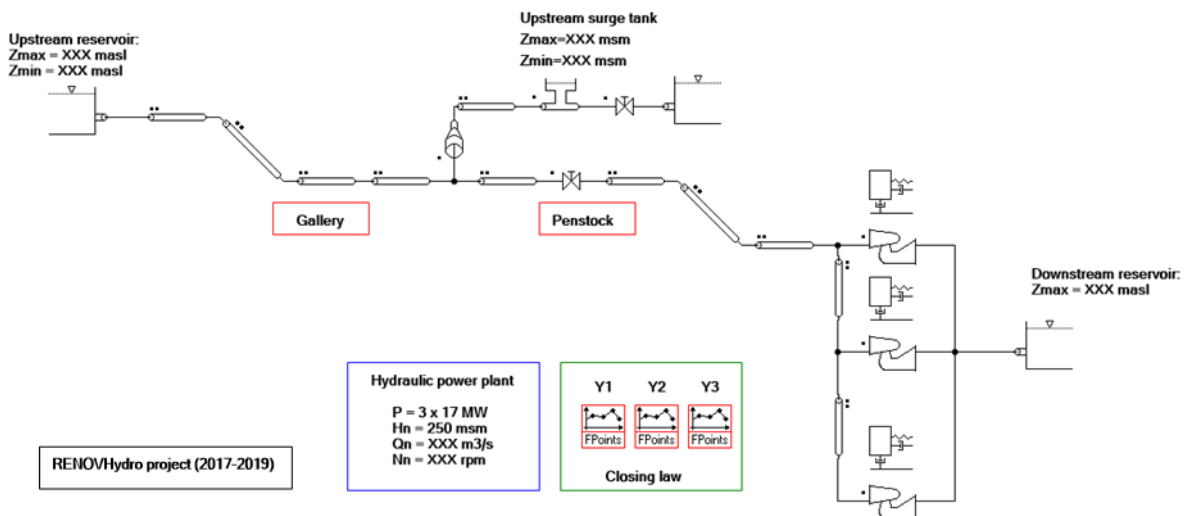 Upstream reservoir:
Zmax = XXX masl
Zmin = XXX masl
Upstream surge tank
Zmax=XXX msm
Zmin=XXX msm
Gallery
Penstock
Downstream reservoir:
Zmax = XXX masl
Hydraulic power plant
P = 3 x 17 MW
Hn = 250 msm
Qn = XXX m3/s
Nn = XXX rpm
Y1 Y2 Y3
FPoints FPoints FPoints
Closing law
RENOVHydro project (2017-2019)